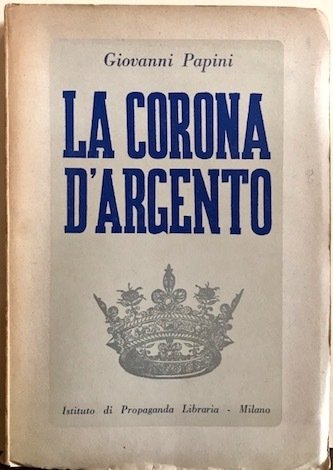 Giovanni Papini
LA CORONA
D'ARGENTO
Istituto di Propaganda Libraria - Milano